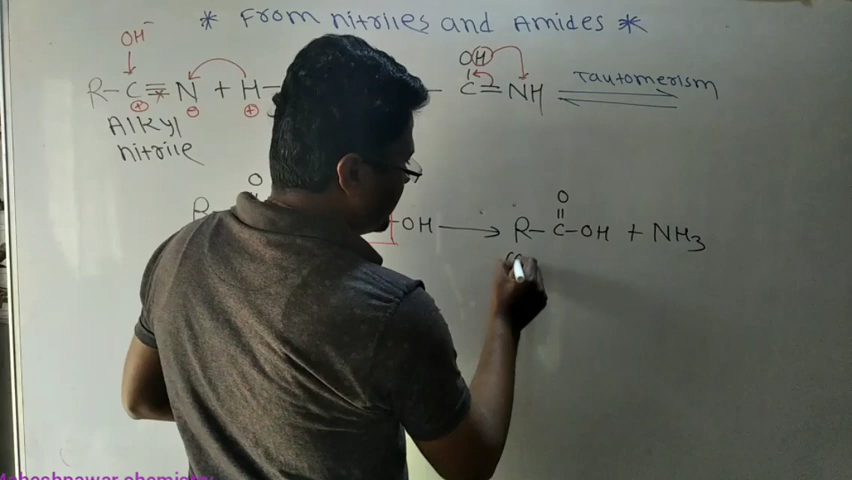 * From nitriles and Amides *
OH⁻
R-C≡N + H-
⊕ ⊖ ⊕
Alkyl
nitrile
OH
-C=NH
Tautomerism
O
R
-OH → R-C-OH + NH₃
O